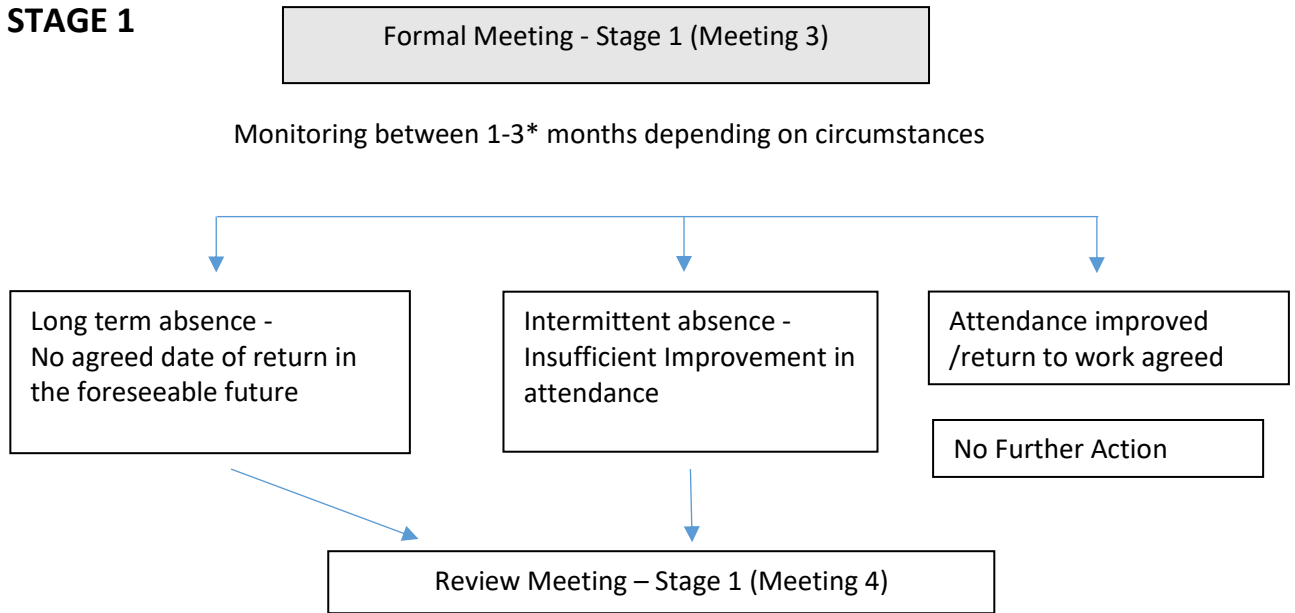 STAGE 1
Formal Meeting - Stage 1 (Meeting 3)
Monitoring between 1-3* months depending on circumstances
Long term absence -
No agreed date of return in
the foreseeable future
Intermittent absence -
Insufficient Improvement in
attendance
Attendance improved
/return to work agreed
No Further Action
Review Meeting – Stage 1 (Meeting 4)